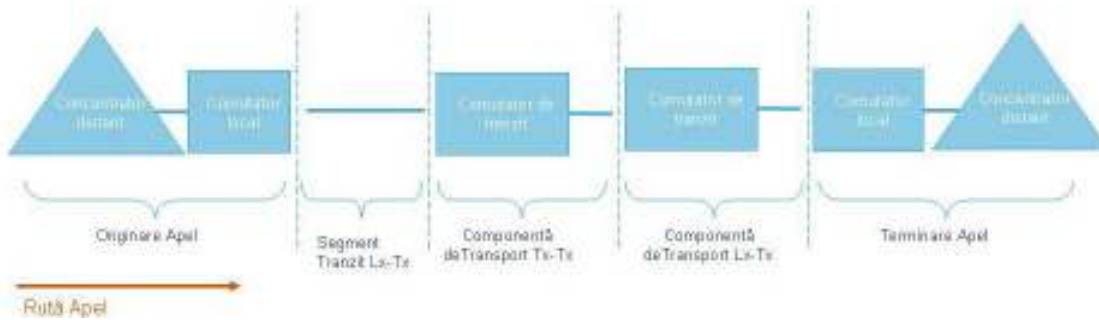 Concentrator
distant
Comutator
local
Comutator de
tranzit
Comutator de
tranzit
Comutator
local
Concentrator
distant
Originare Apel
Segment
Tranzit Lx-Tx
Componentă
deTransport Tx-Tx
Componentă
deTransport Lx-Tx
Terminare Apel
Rută Apel